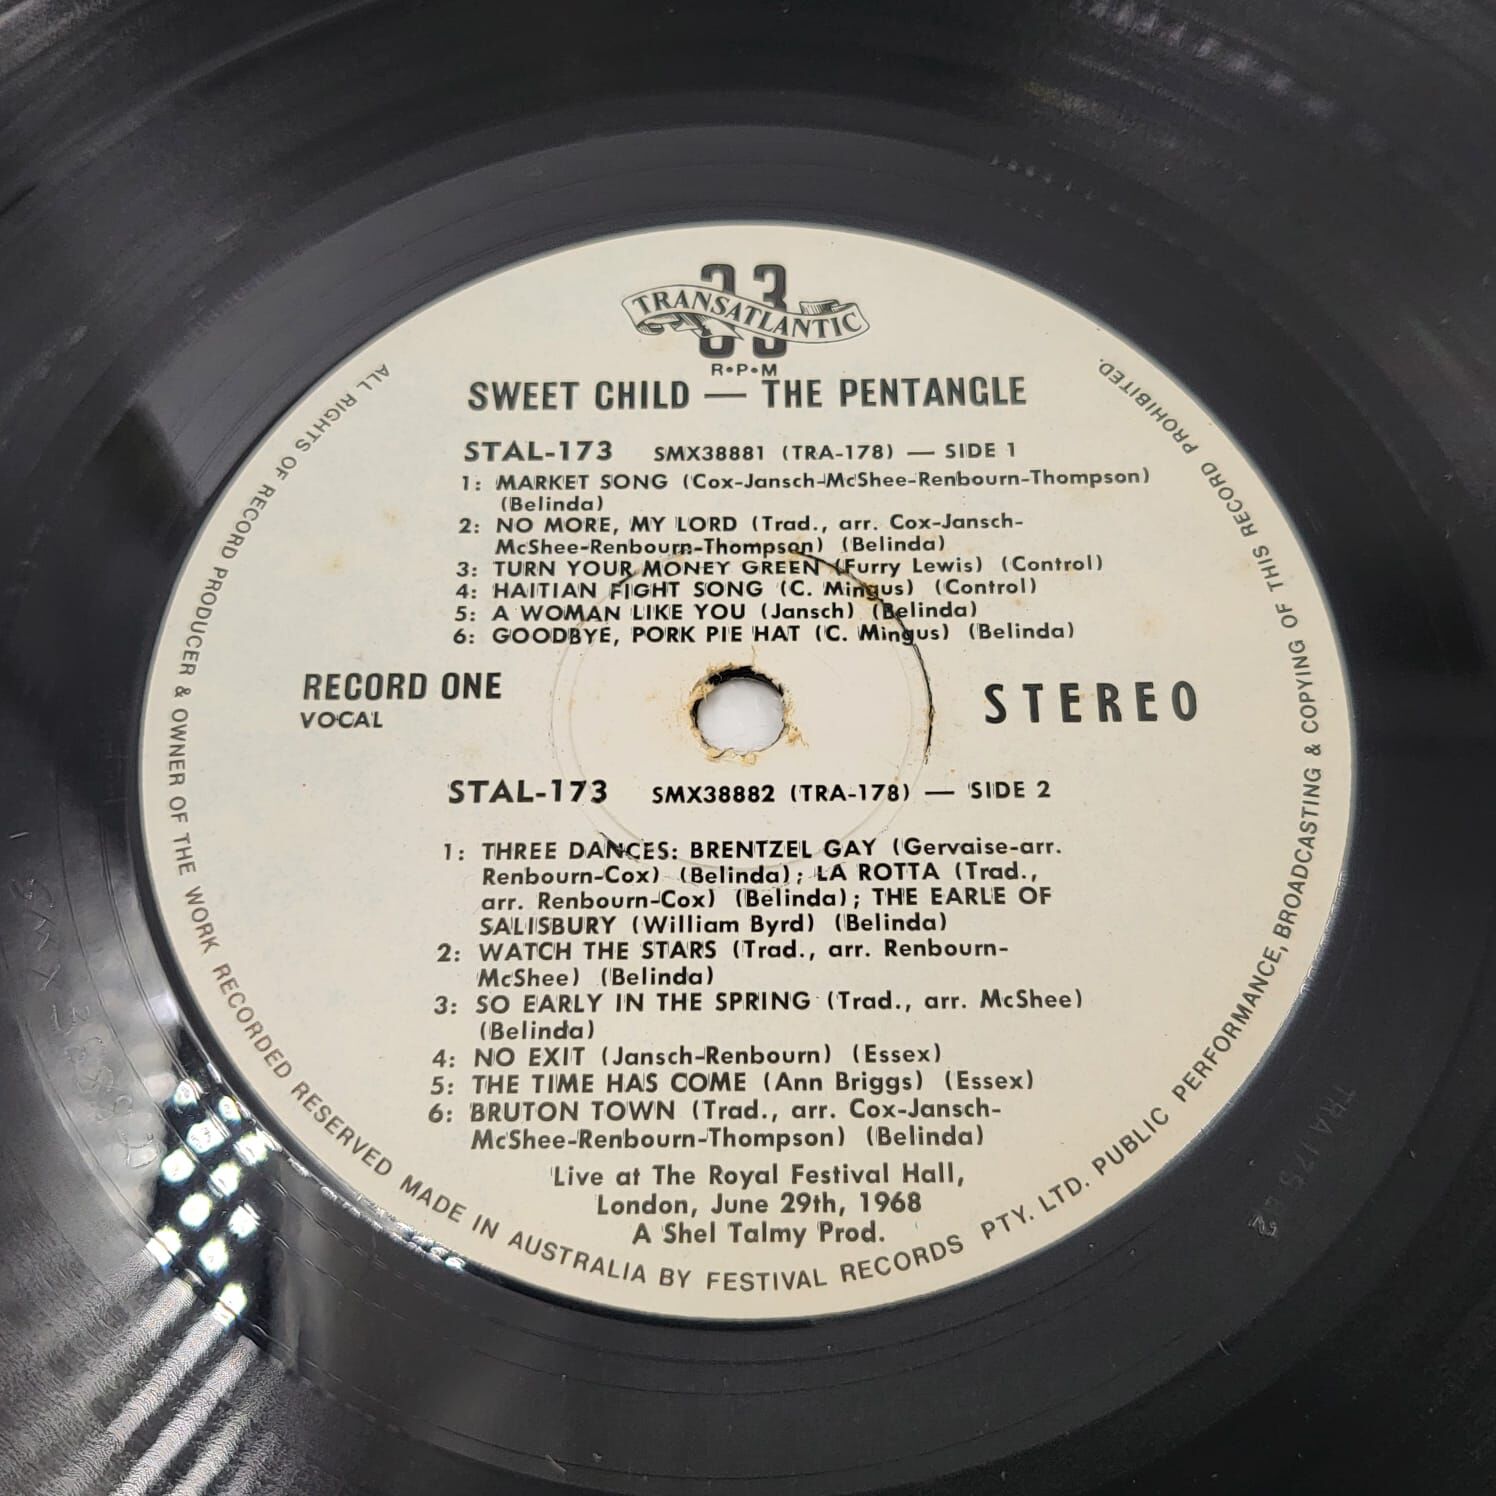 33
TRANSATLANTIC
R•P•M
SWEET CHILD — THE PENTANGLE
STAL-173 SMX38881 (TRA-178) — SIDE 1
1: MARKET SONG (Cox-Jansch-McShee-Renbourn-Thompson)
(Belinda)
2: NO MORE, MY LORD (Trad., arr. Cox-Jansch-
McShee-Renbourn-Thompson) (Belinda)
3: TURN YOUR MONEY GREEN (Furry Lewis) (Control)
4: HAITIAN FIGHT SONG (C. Mingus) (Control)
5: A WOMAN LIKE YOU (Jansch) (Belinda)
6: GOODBYE, PORK PIE HAT (C. Mingus) (Belinda)
RECORD ONE
VOCAL
STEREO
STAL-173 SMX38882 (TRA-178) — SIDE 2
1: THREE DANCES: BRENTZEL GAY (Gervaise-arr.
Renbourn-Cox) (Belinda); LA ROTTA (Trad.,
arr. Renbourn-Cox) (Belinda); THE EARLE OF
SALISBURY (William Byrd) (Belinda)
2: WATCH THE STARS (Trad., arr. Renbourn-
McShee) (Belinda)
3: SO EARLY IN THE SPRING (Trad., arr. McShee)
(Belinda)
4: NO EXIT (Jansch-Renbourn) (Essex)
5: THE TIME HAS COME (Ann Briggs) (Essex)
6: BRUTON TOWN (Trad., arr. Cox-Jansch-
McShee-Renbourn-Thompson) (Belinda)
Live at The Royal Festival Hall,
London, June 29th, 1968
A Shel Talmy Prod.
ALL RIGHTS OF RECORD PRODUCER & OWNER OF THE WORK RECORDED RESERVED MADE IN AUSTRALIA BY FESTIVAL RECORDS PTY. LTD. PUBLIC PERFORMANCE, BROADCASTING & COPYING OF THIS RECORD PROHIBITED.